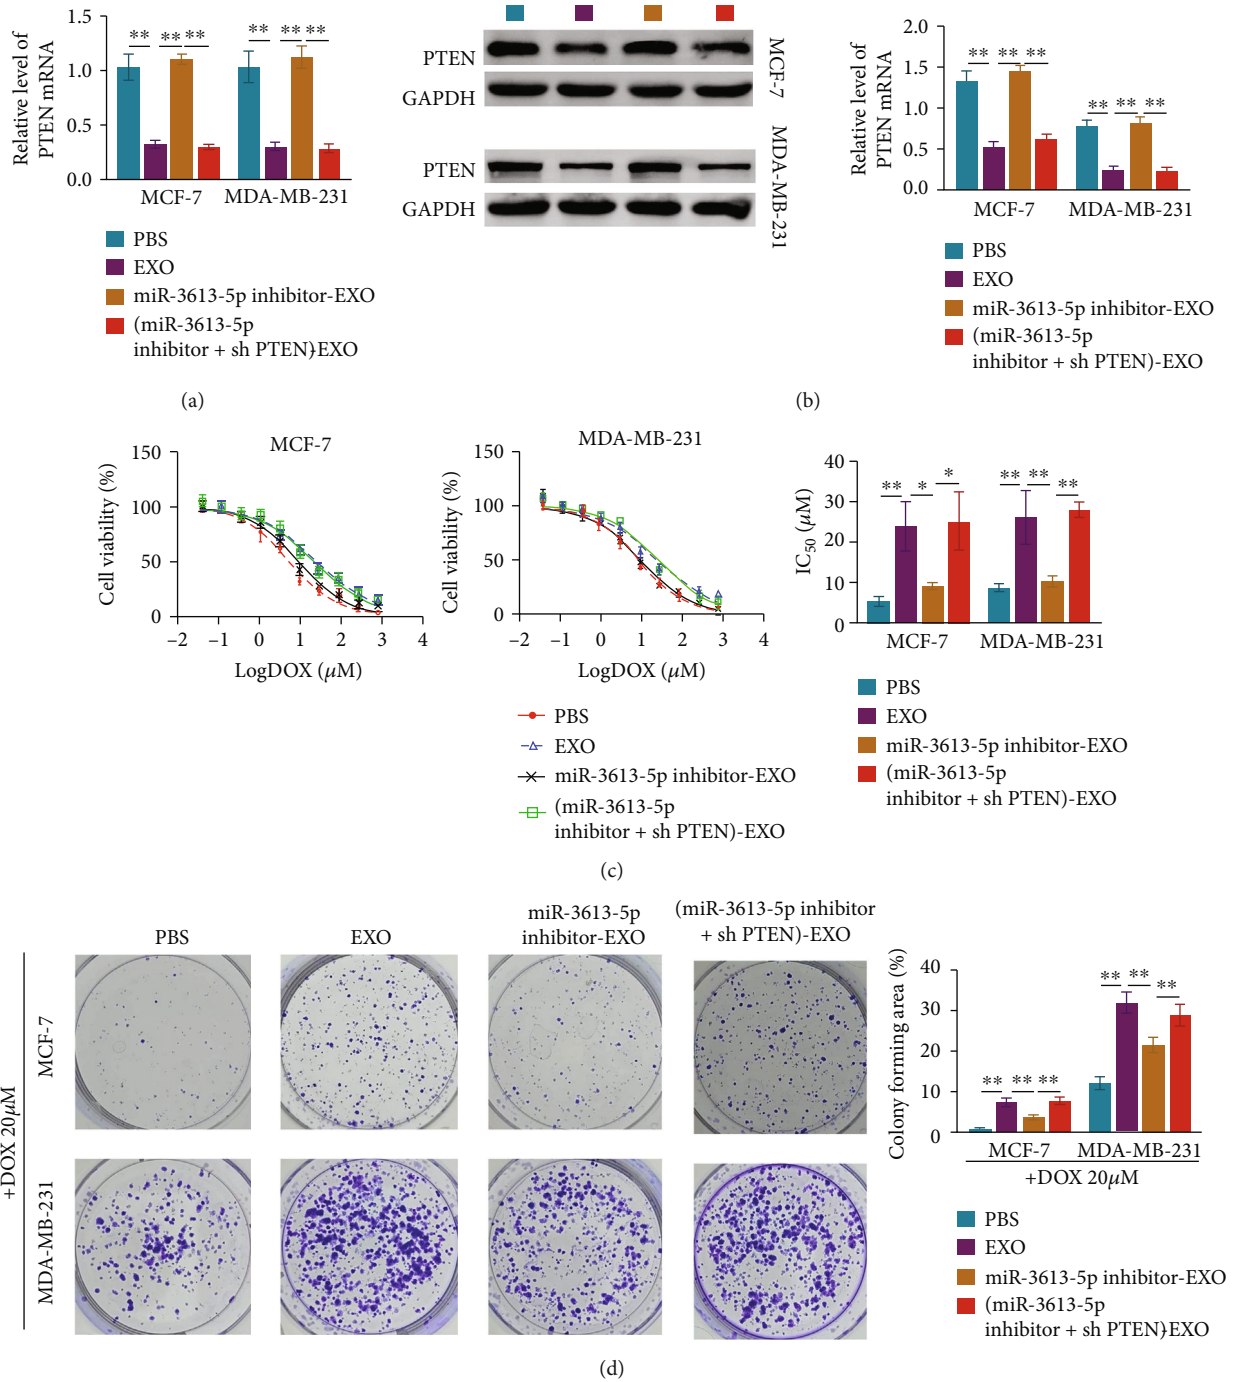 Relative level of
PTEN mRNA
1.5
1.0
0.5
0.0
** ** **
** ** **
MCF-7
MDA-MB-231
PBS
EXO
miR-3613-5p inhibitor-EXO
(miR-3613-5p
inhibitor + sh PTEN)-EXO
(a)
PTEN
GAPDH
MCF-7
PTEN
GAPDH
MDA-MB-231
Relative level of
PTEN mRNA
2.0
1.5
1.0
0.5
0.0
** ** **
** ** **
MCF-7
MDA-MB-231
PBS
EXO
miR-3613-5p inhibitor-EXO
(miR-3613-5p
inhibitor + sh PTEN)-EXO
(b)
MCF-7
Cell viability (%)
150
100
50
0
−2 −1 0 1 2 3 4
LogDOX (μM)
MDA-MB-231
Cell viability (%)
150
100
50
0
−2 −1 0 1 2 3 4
LogDOX (μM)
PBS
EXO
miR-3613-5p inhibitor-EXO
(miR-3613-5p
inhibitor + sh PTEN)-EXO
IC50 (μM)
40
30
20
10
0
** * *
** ** **
MCF-7
MDA-MB-231
PBS
EXO
miR-3613-5p inhibitor-EXO
(miR-3613-5p
inhibitor + sh PTEN)-EXO
(c)
PBS
EXO
miR-3613-5p
inhibitor-EXO
(miR-3613-5p inhibitor
+ sh PTEN)-EXO
+DOX 20μM
MCF-7
MDA-MB-231
Colony forming area (%)
40
30
20
10
0
** ** **
** ** **
MCF-7
MDA-MB-231
+DOX 20μM
PBS
EXO
miR-3613-5p inhibitor-EXO
(miR-3613-5p
inhibitor + sh PTEN)-EXO
(d)